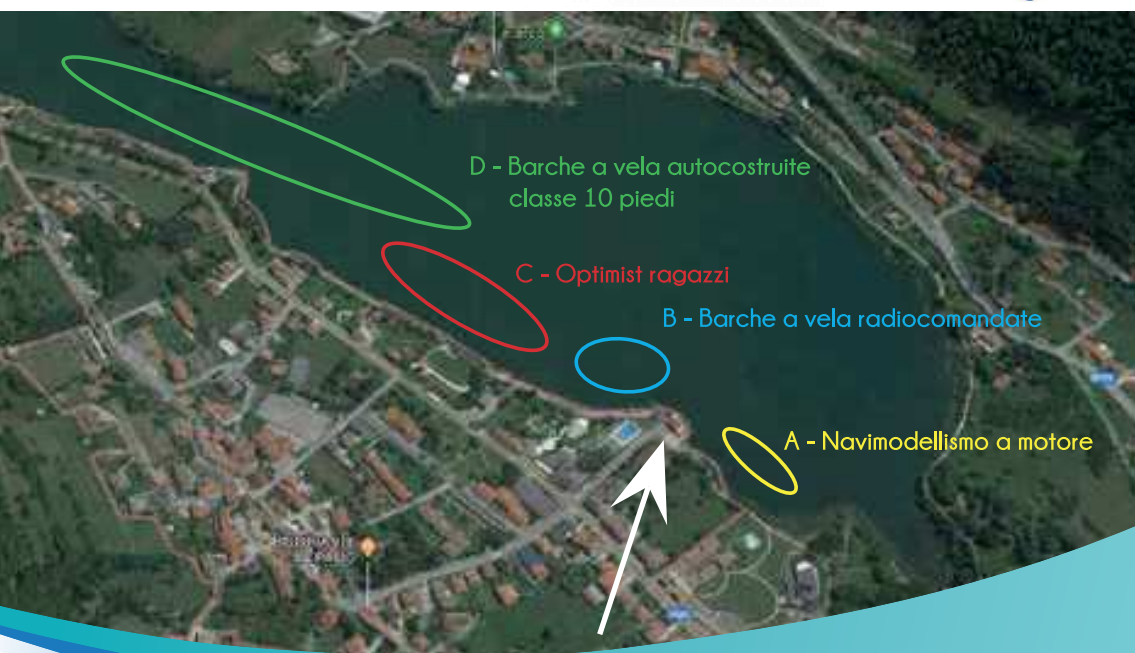 D - Barche a vela autocostruite
classe 10 piedi
C - Optimist ragazzi
B - Barche a vela radiocomandate
A - Navimodellismo a motore